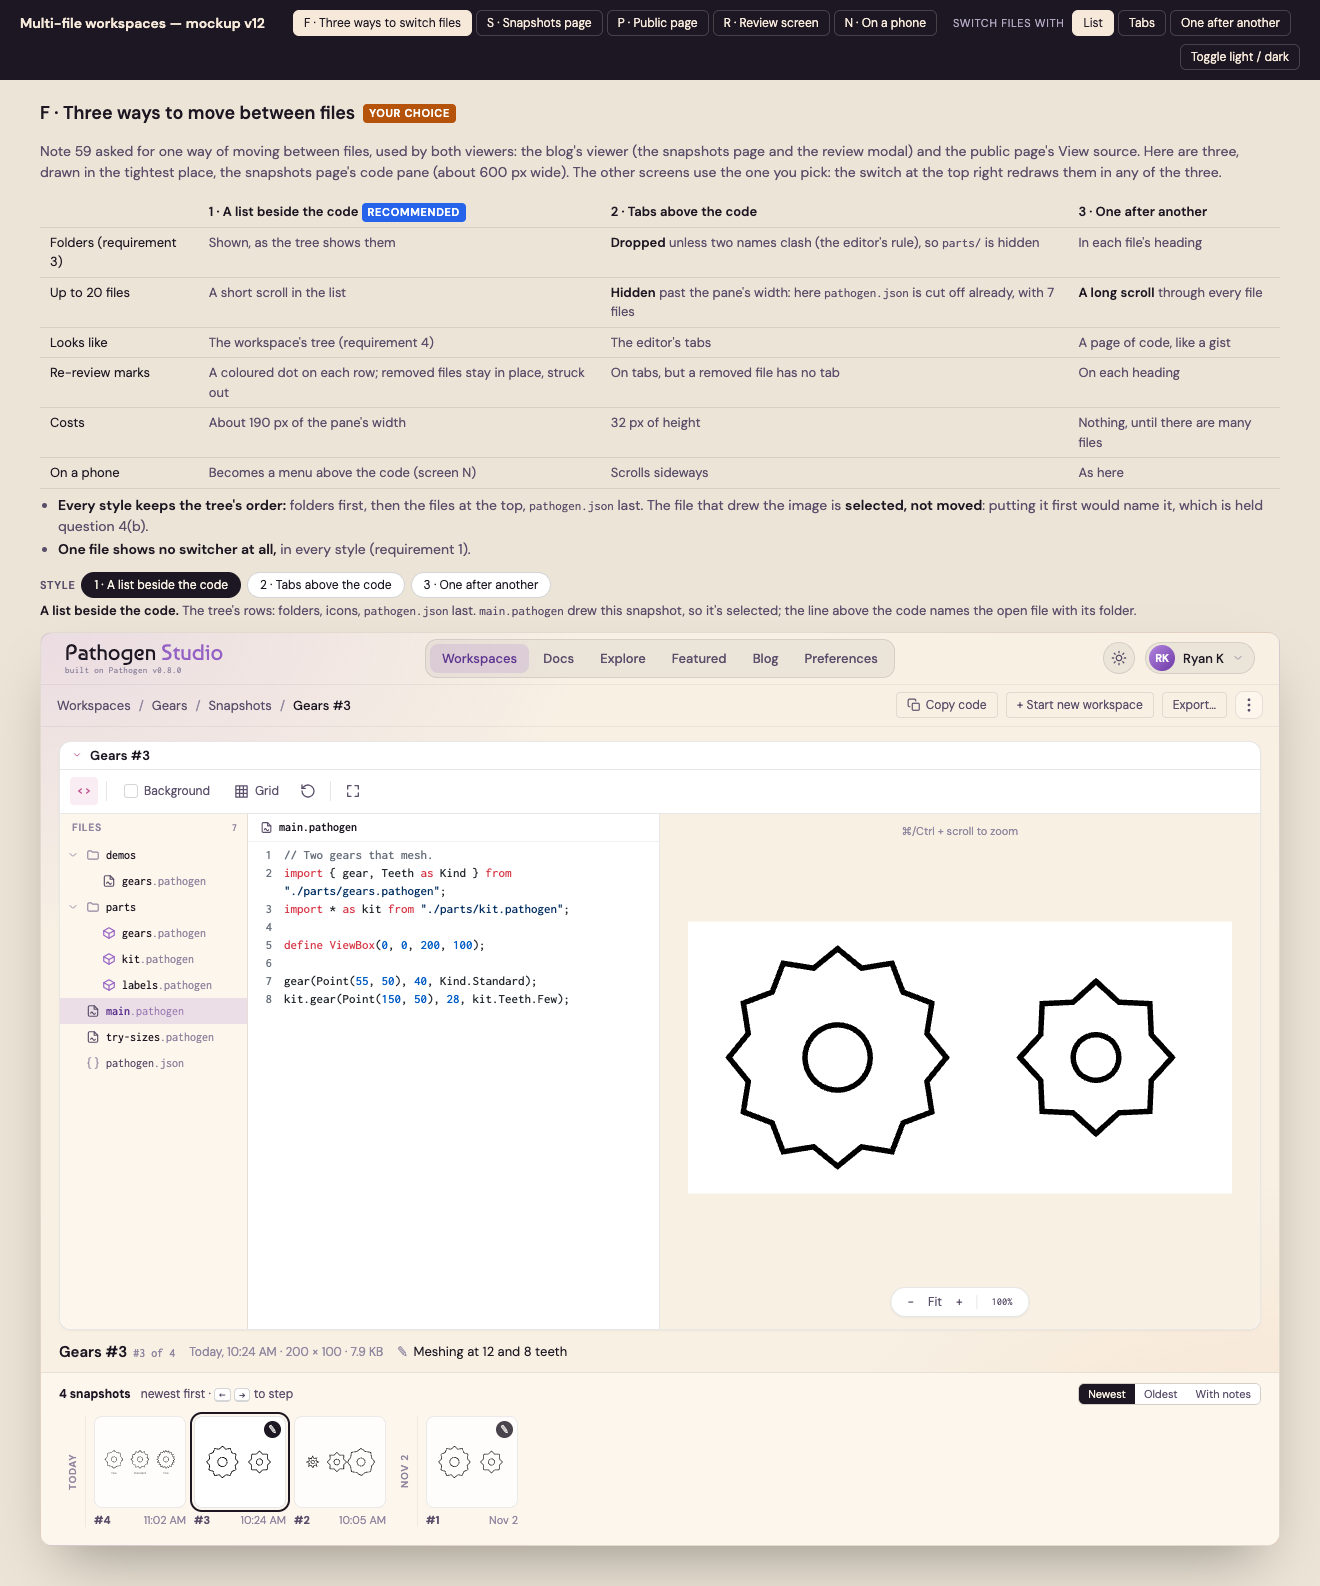 Multi-file workspaces — mockup v12
F · Three ways to switch files
S · Snapshots page
P · Public page
R · Review screen
N · On a phone
SWITCH FILES WITH
List
Tabs
One after another
Toggle light / dark
F · Three ways to move between files YOUR CHOICE
Note 59 asked for one way of moving between files, used by both viewers: the blog's viewer (the snapshots page and the review modal) and the public page's View source. Here are three,
drawn in the tightest place, the snapshots page's code pane (about 600 px wide). The other screens use the one you pick: the switch at the top right redraws them in any of the three.
1 · A list beside the code RECOMMENDED
2 · Tabs above the code
3 · One after another
Folders (requirement
3)
Shown, as the tree shows them
Dropped unless two names clash (the editor's rule), so parts/ is hidden
In each file's heading
Up to 20 files
A short scroll in the list
Hidden past the pane's width: here pathogen.json is cut off already, with 7
files
A long scroll through every file
Looks like
The workspace's tree (requirement 4)
The editor's tabs
A page of code, like a gist
Re-review marks
A coloured dot on each row; removed files stay in place, struck
out
On tabs, but a removed file has no tab
On each heading
Costs
About 190 px of the pane's width
32 px of height
Nothing, until there are many
files
On a phone
Becomes a menu above the code (screen N)
Scrolls sideways
As here
• Every style keeps the tree's order: folders first, then the files at the top, pathogen.json last. The file that drew the image is selected, not moved: putting it first would name it, which is held
question 4(b).
• One file shows no switcher at all, in every style (requirement 1).
STYLE
1 · A list beside the code
2 · Tabs above the code
3 · One after another
A list beside the code. The tree's rows: folders, icons, pathogen.json last. main.pathogen drew this snapshot, so it's selected; the line above the code names the open file with its folder.
Pathogen Studio
built on Pathogen v0.8.0
Workspaces
Docs
Explore
Featured
Blog
Preferences
RK
Ryan K
Workspaces / Gears / Snapshots / Gears #3
Copy code
+ Start new workspace
Export…
Gears #3
Background
Grid
FILES 7
demos
gears.pathogen
parts
gears.pathogen
kit.pathogen
labels.pathogen
main.pathogen
try-sizes.pathogen
{} pathogen.json
main.pathogen
1 // Two gears that mesh.
2 import { gear, Teeth as Kind } from
"./parts/gears.pathogen";
3 import * as kit from "./parts/kit.pathogen";
4
5 define ViewBox(0, 0, 200, 100);
6
7 gear(Point(55, 50), 40, Kind.Standard);
8 kit.gear(Point(150, 50), 28, kit.Teeth.Few);
⌘/Ctrl + scroll to zoom
− Fit + 100%
Gears #3 #3 of 4 Today, 10:24 AM · 200 × 100 · 7.9 KB ✎ Meshing at 12 and 8 teeth
4 snapshots newest first · ← → to step
Newest
Oldest
With notes
TODAY
#4 11:02 AM
#3 10:24 AM
#2 10:05 AM
NOV 2
#1 Nov 2